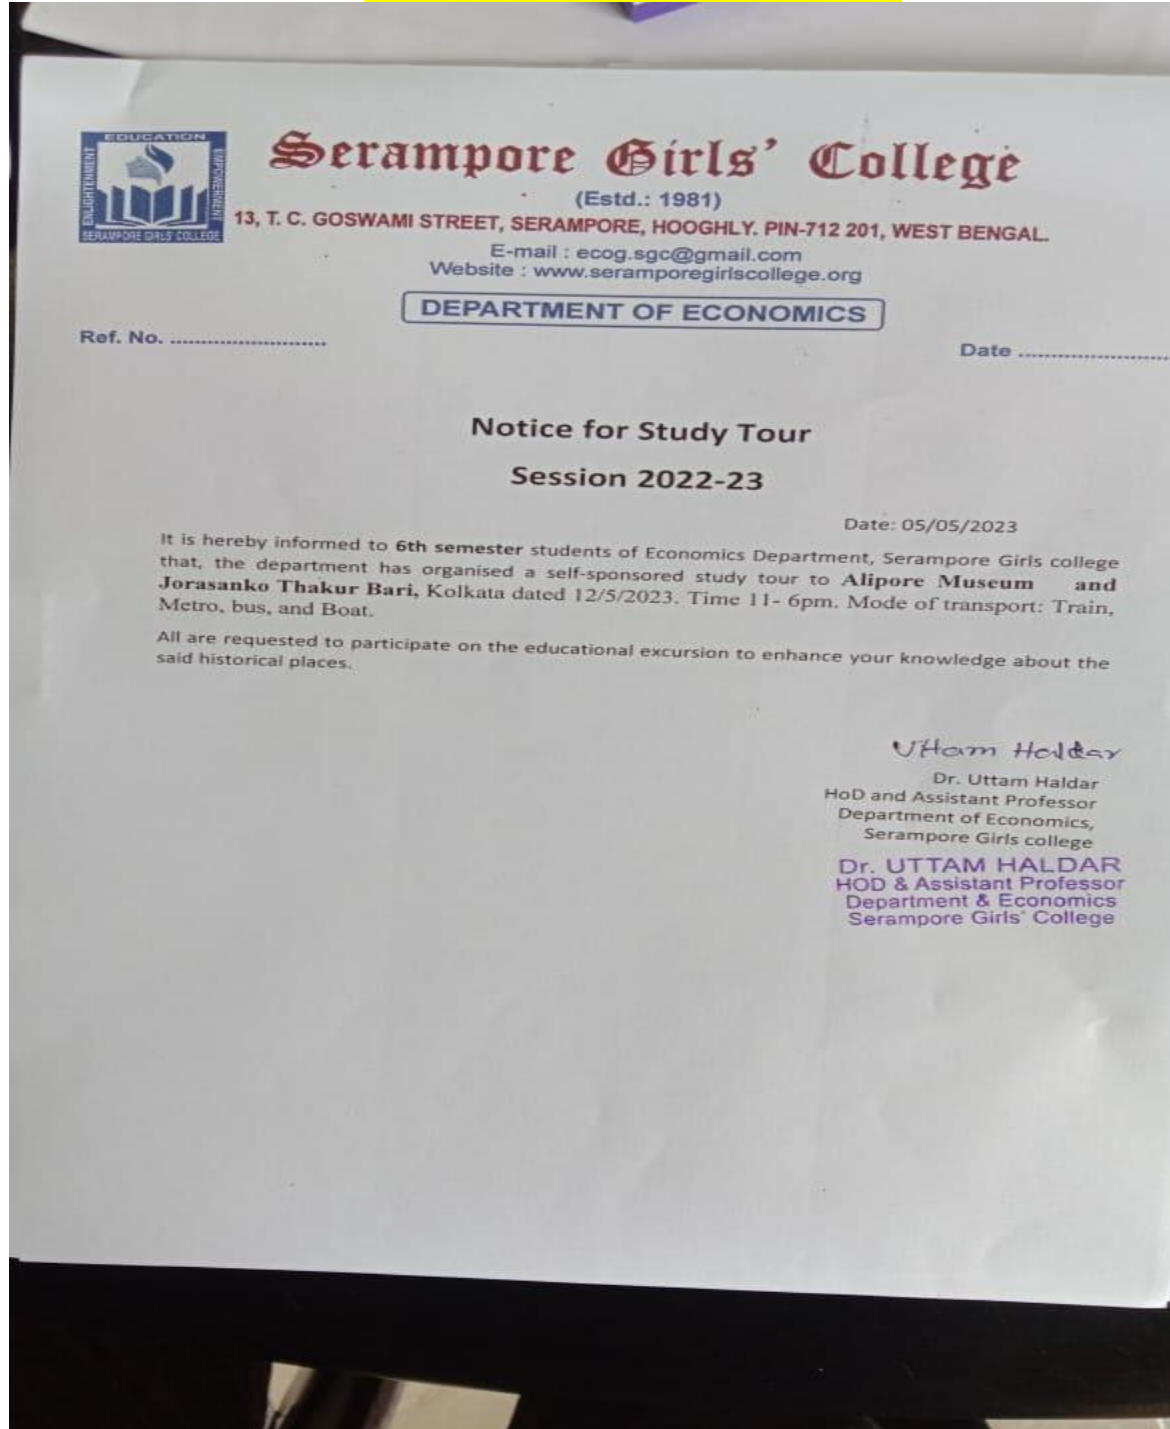 EDUCATION
ENLIGHTENMENT
EMPOWERMENT
SERAMPORE GIRLS' COLLEGE
Serampore Girls' College
(Estd.: 1981)
13, T. C. GOSWAMI STREET, SERAMPORE, HOOGHLY. PIN-712 201, WEST BENGAL.
E-mail : ecog.sgc@gmail.com
Website : www.seramporegirlscollege.org
DEPARTMENT OF ECONOMICS
Ref. No. ..........................
Date .........................
Notice for Study Tour
Session 2022-23
Date: 05/05/2023
It is hereby informed to 6th semester students of Economics Department, Serampore Girls college
that, the department has organised a self-sponsored study tour to Alipore Museum and
Jorasanko Thakur Bari, Kolkata dated 12/5/2023. Time 11- 6pm. Mode of transport: Train,
Metro, bus, and Boat.
All are requested to participate on the educational excursion to enhance your knowledge about the
said historical places.
Uttam Haldar
Dr. Uttam Haldar
HoD and Assistant Professor
Department of Economics,
Serampore Girls college
Dr. UTTAM HALDAR
HOD & Assistant Professor
Department & Economics
Serampore Girls' College